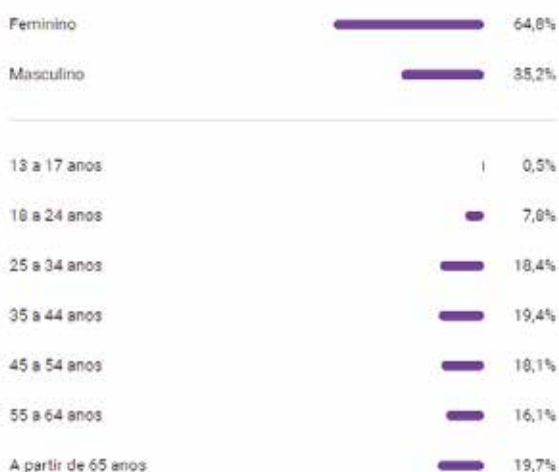 Feminino 64,8%
Masculino 35,2%
13 a 17 anos 0,5%
18 a 24 anos 7,8%
25 a 34 anos 18,4%
35 a 44 anos 19,4%
45 a 54 anos 18,1%
55 a 64 anos 16,1%
A partir de 65 anos 19,7%